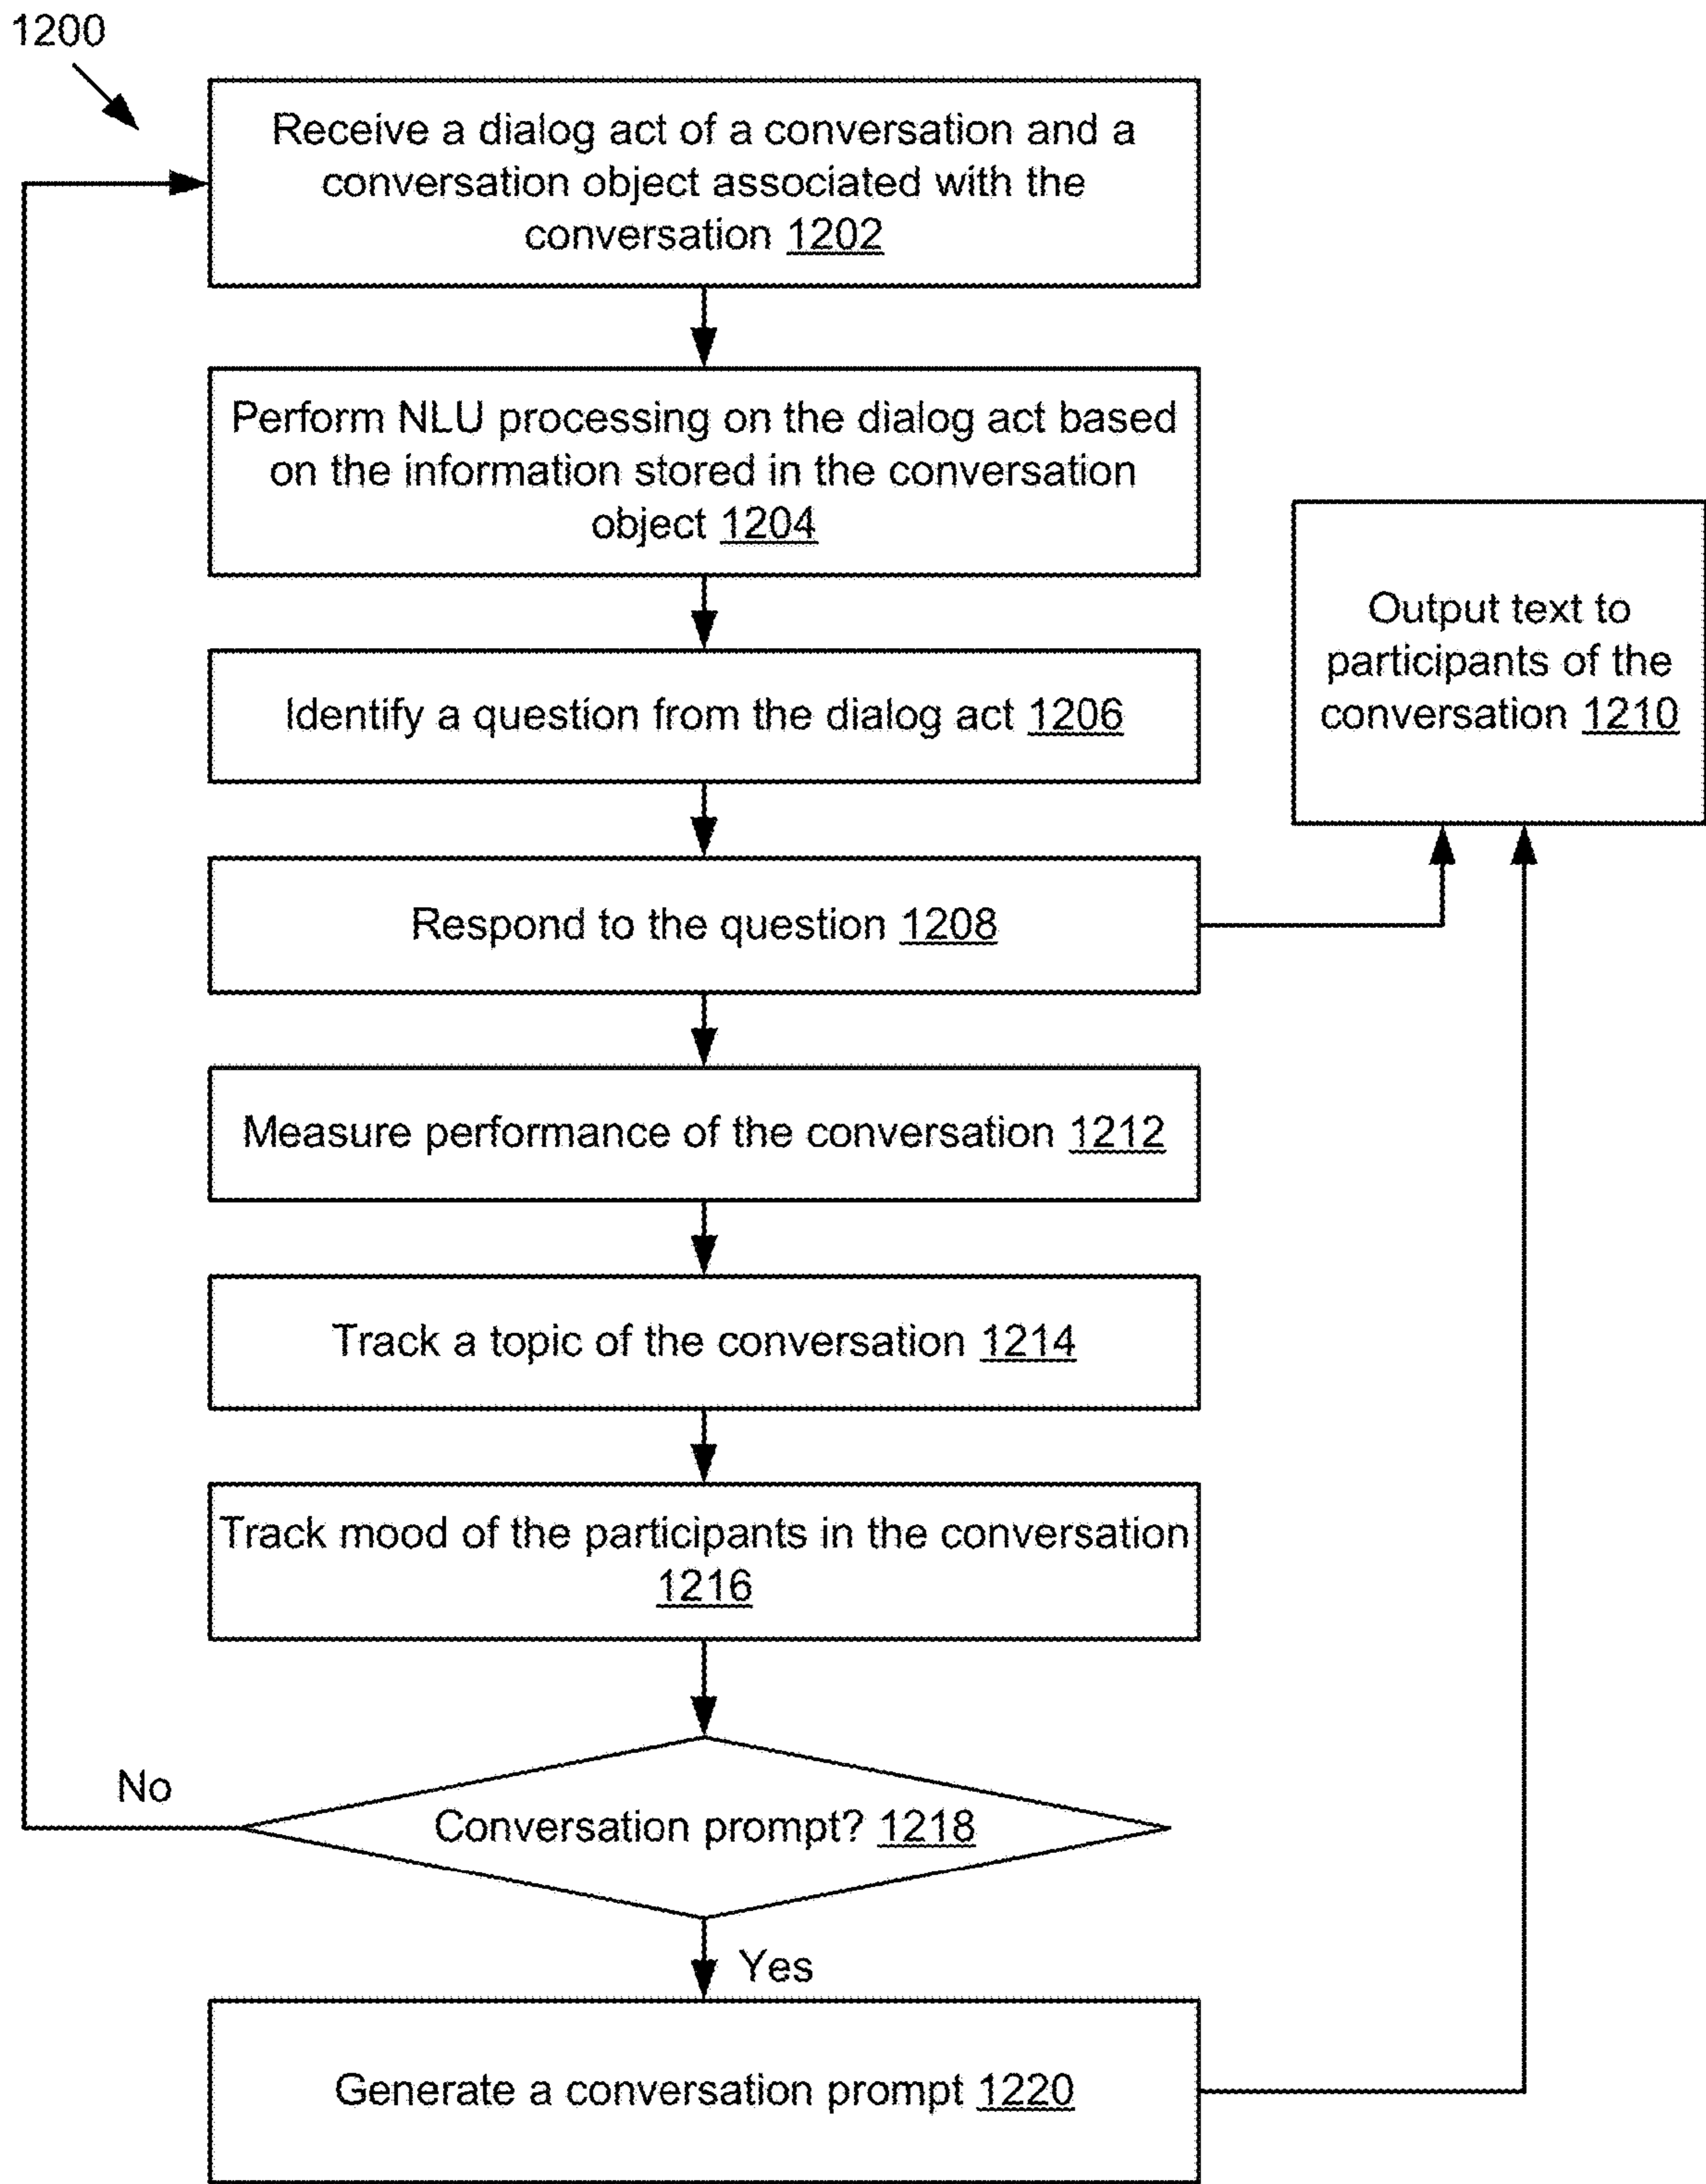 1200
Receive a dialog act of a conversation and a
conversation object associated with the
conversation 1202
Perform NLU processing on the dialog act based
on the information stored in the conversation
object 1204
Output text to
participants of the
conversation 1210
Identify a question from the dialog act 1206
Respond to the question 1208
Measure performance of the conversation 1212
Track a topic of the conversation 1214
Track mood of the participants in the conversation
1216
No
Conversation prompt? 1218
Yes
Generate a conversation prompt 1220